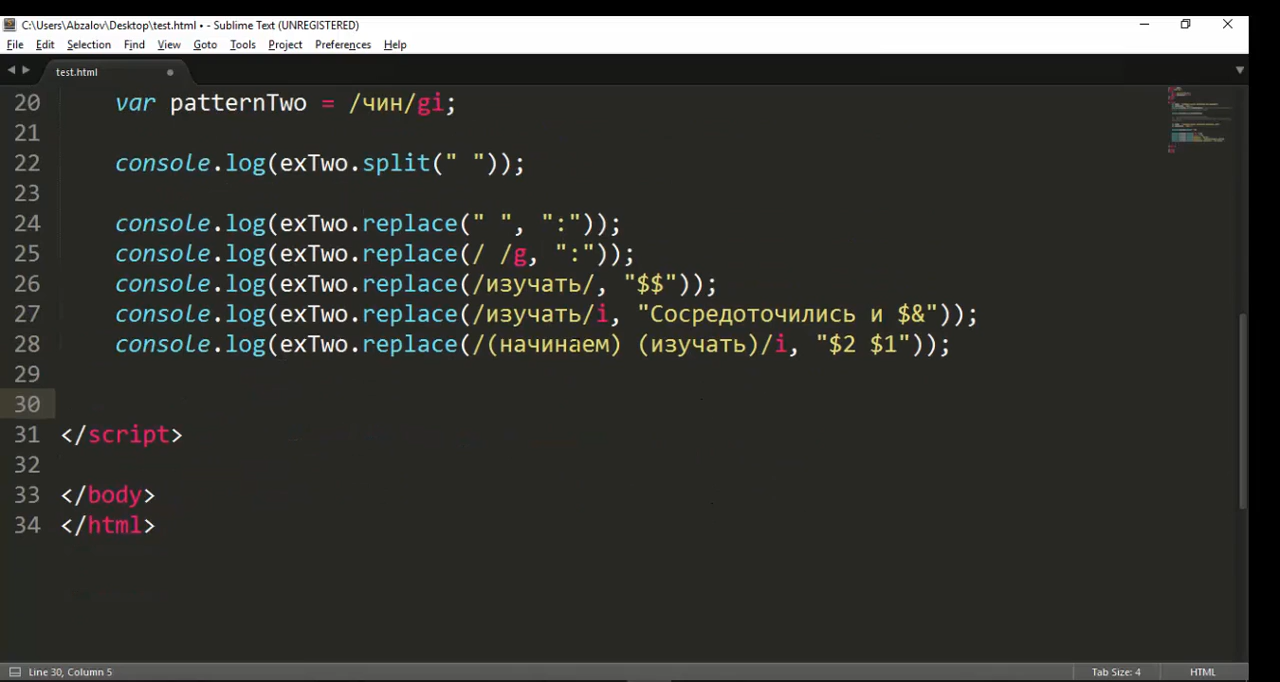 C:\Users\Abzalov\Desktop\test.html • - Sublime Text (UNREGISTERED)
File Edit Selection Find View Goto Tools Project Preferences Help
test.html
20 var patternTwo = /чин/gi;
21
22 console.log(exTwo.split(" "));
23
24 console.log(exTwo.replace(" ", ":"));
25 console.log(exTwo.replace(/ /g, ":"));
26 console.log(exTwo.replace(/изучать/, "$$"));
27 console.log(exTwo.replace(/изучать/i, "Сосредоточились и $&"));
28 console.log(exTwo.replace(/(начинаем) (изучать)/i, "$2 $1"));
29
30
31 </script>
32
33 </body>
34 </html>
Line 30, Column 5 Tab Size: 4 HTML